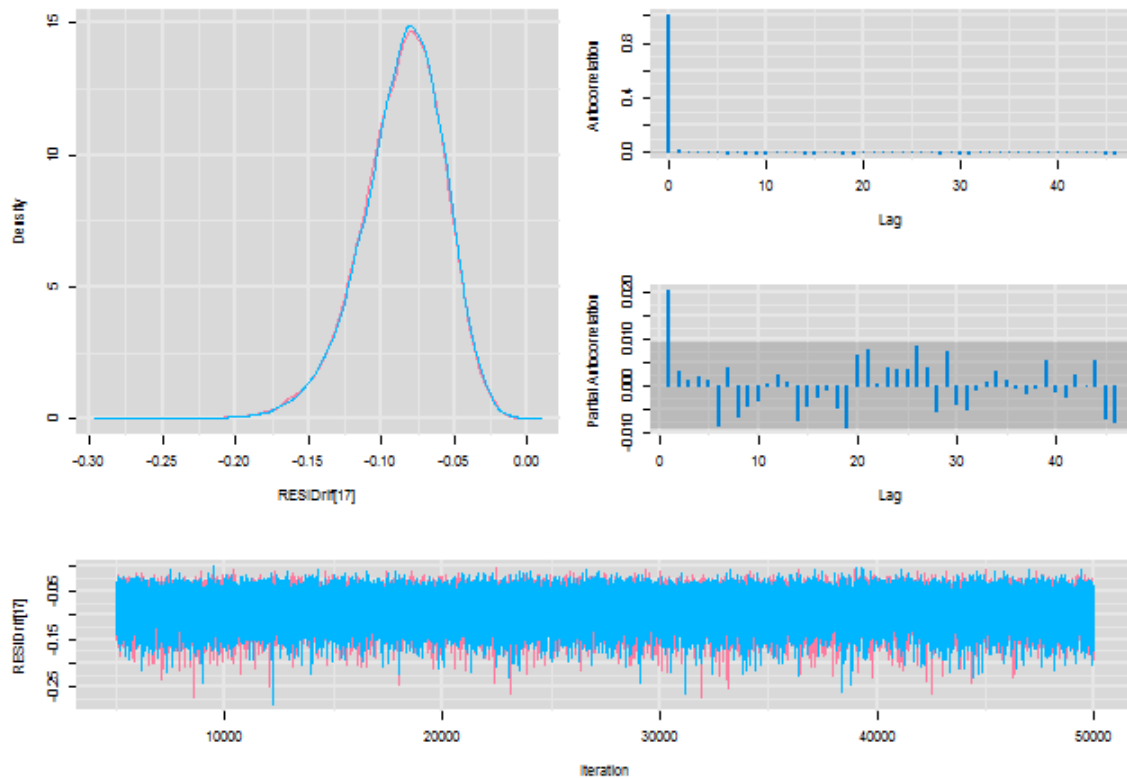 Density
15
10
5
0
−0.30 −0.25 −0.20 −0.15 −0.10 −0.05 0.00
RESIDrif[17]
Autocorrelation
0.8
0.4
0.0
0 10 20 30 40
Lag
Partial Autocorrelation
0.020
0.010
0.000
-0.010
0 10 20 30 40
Lag
RESIDrif[17]
-0.05
-0.15
-0.25
10000 20000 30000 40000 50000
Iteration